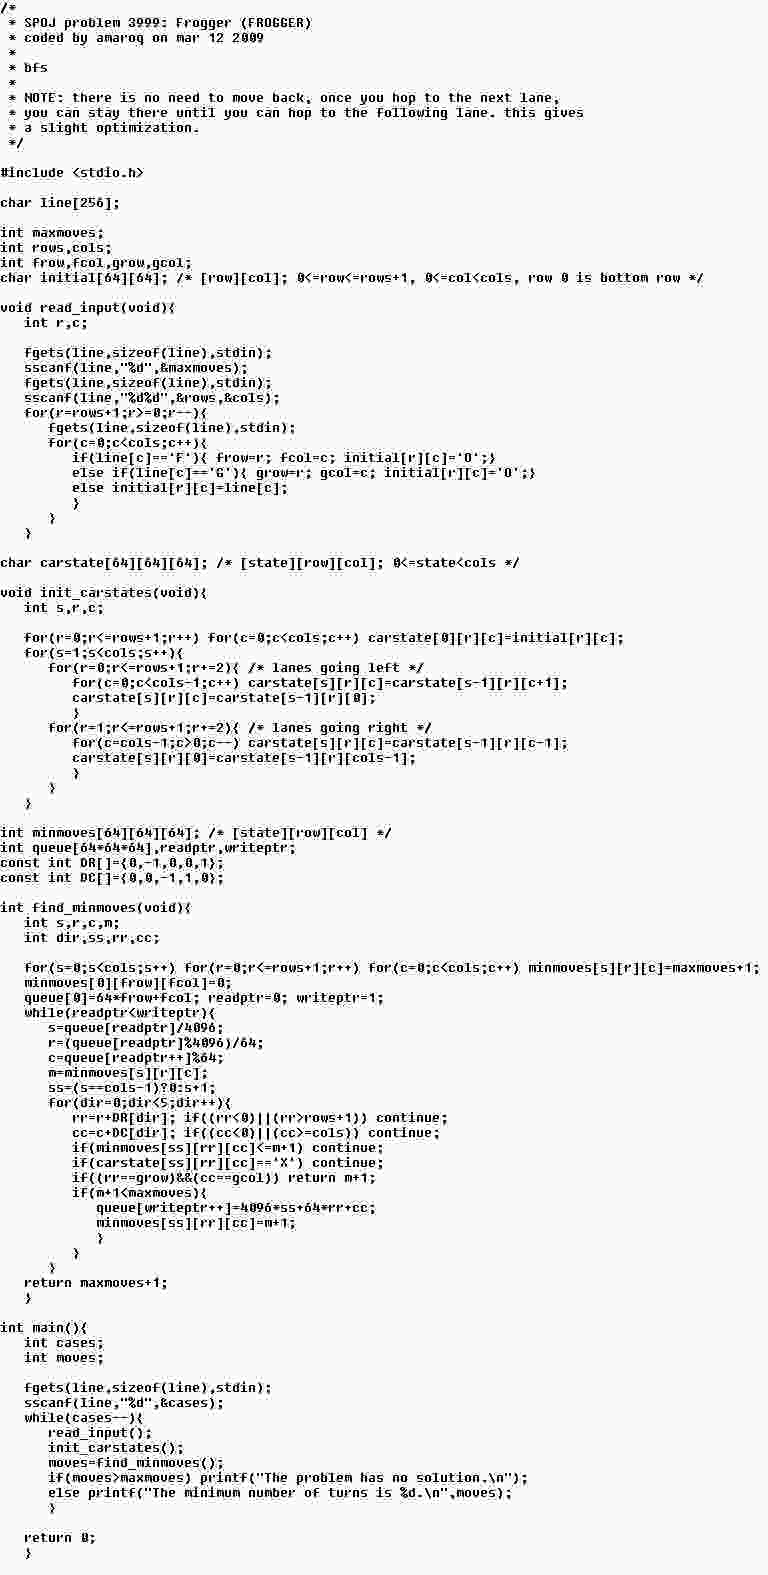 /*
 * SPOJ problem 3999: Frogger (FROGGER)
 * coded by amaroq on mar 12 2009
 *
 * bfs
 *
 * NOTE: there is no need to move back, once you hop to the next lane,
 * you can stay there until you can hop to the following lane. this gives
 * a slight optimization.
 */

#include <stdio.h>

char line[256];

int maxmoves;
int rows,cols;
int frow,fcol,grow,gcol;
char initial[64][64]; /* [row][col]; 0<=row<=rows+1, 0<=col<cols, row 0 is bottom row */

void read_input(void){
   int r,c;

   fgets(line,sizeof(line),stdin);
   sscanf(line,"%d",&maxmoves);
   fgets(line,sizeof(line),stdin);
   sscanf(line,"%d%d",&rows,&cols);
   for(r=rows+1;r>=0;r--){
      fgets(line,sizeof(line),stdin);
      for(c=0;c<cols;c++){
         if(line[c]=='F'){ frow=r; fcol=c; initial[r][c]='O';}
         else if(line[c]=='G'){ grow=r; gcol=c; initial[r][c]='O';}
         else initial[r][c]=line[c];
         }
      }
   }

char carstate[64][64][64]; /* [state][row][col]; 0<=state<cols */

void init_carstates(void){
   int s,r,c;

   for(r=0;r<=rows+1;r++) for(c=0;c<cols;c++) carstate[0][r][c]=initial[r][c];
   for(s=1;s<cols;s++){
      for(r=0;r<=rows+1;r+=2){ /* lanes going left */
         for(c=0;c<cols-1;c++) carstate[s][r][c]=carstate[s-1][r][c+1];
         carstate[s][r][c]=carstate[s-1][r][0];
         }
      for(r=1;r<=rows+1;r+=2){ /* lanes going right */
         for(c=cols-1;c>0;c--) carstate[s][r][c]=carstate[s-1][r][c-1];
         carstate[s][r][0]=carstate[s-1][r][cols-1];
         }
      }
   }

int minmoves[64][64][64]; /* [state][row][col] */
int queue[64*64*64],readptr,writeptr;
const int DR[]={0,-1,0,0,1};
const int DC[]={0,0,-1,1,0};

int find_minmoves(void){
   int s,r,c,m;
   int dir,ss,rr,cc;

   for(s=0;s<cols;s++) for(r=0;r<=rows+1;r++) for(c=0;c<cols;c++) minmoves[s][r][c]=maxmoves+1;
   minmoves[0][frow][fcol]=0;
   queue[0]=64*frow+fcol; readptr=0; writeptr=1;
   while(readptr<writeptr){
      s=queue[readptr]/4096;
      r=(queue[readptr]%4096)/64;
      c=queue[readptr++]%64;
      m=minmoves[s][r][c];
      ss=(s==cols-1)?0:s+1;
      for(dir=0;dir<5;dir++){
         rr=r+DR[dir]; if((rr<0)||(rr>rows+1)) continue;
         cc=c+DC[dir]; if((cc<0)||(cc>=cols)) continue;
         if(minmoves[ss][rr][cc]<=m+1) continue;
         if(carstate[ss][rr][cc]=='X') continue;
         if((rr==grow)&&(cc==gcol)) return m+1;
         if(m+1<maxmoves){
            queue[writeptr++]=4096*ss+64*rr+cc;
            minmoves[ss][rr][cc]=m+1;
            }
         }
      }
   return maxmoves+1;
   }

int main(){
   int cases;
   int moves;

   fgets(line,sizeof(line),stdin);
   sscanf(line,"%d",&cases);
   while(cases--){
      read_input();
      init_carstates();
      moves=find_minmoves();
      if(moves>maxmoves) printf("The problem has no solution.\n");
      else printf("The minimum number of turns is %d.\n",moves);
      }

   return 0;
   }